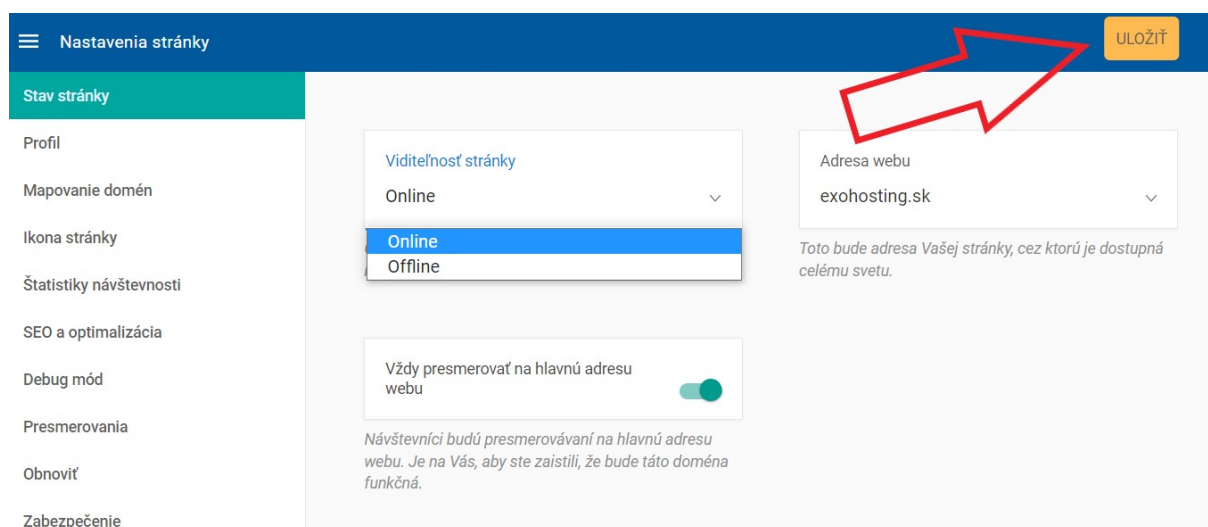 Nastavenia stránky
ULOŽIŤ
Stav stránky
Profil
Mapovanie domén
Ikona stránky
Štatistiky návštevnosti
SEO a optimalizácia
Debug mód
Presmerovania
Obnoviť
Zabezpečenie
Viditeľnosť stránky
Online
Online
Offline
Adresa webu
exohosting.sk
Toto bude adresa Vašej stránky, cez ktorú je dostupná
celému svetu.
Vždy presmerovať na hlavnú adresu
webu
Návštevníci budú presmerovávaní na hlavnú adresu
webu. Je na Vás, aby ste zaistili, že bude táto doména
funkčná.